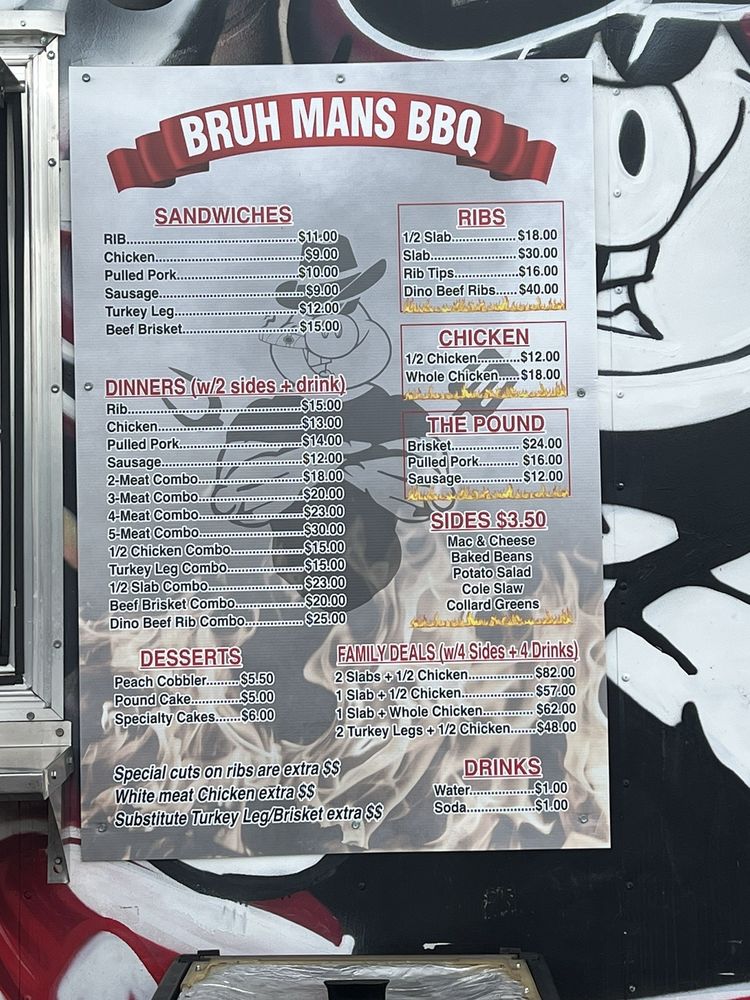 BRUH MANS BBQ
SANDWICHES
RIB..........$11.00
Chicken..........$9.00
Pulled Pork..........$10.00
Sausage..........$9.00
Turkey Leg..........$12.00
Beef Brisket..........$15.00
DINNERS (w/2 sides + drink)
Rib..........$15.00
Chicken..........$13.00
Pulled Pork..........$14.00
Sausage..........$12.00
2-Meat Combo..........$18.00
3-Meat Combo..........$20.00
4-Meat Combo..........$23.00
5-Meat Combo..........$30.00
1/2 Chicken Combo..........$15.00
Turkey Leg Combo..........$15.00
1/2 Slab Combo..........$23.00
Beef Brisket Combo..........$20.00
Dino Beef Rib Combo..........$25.00
DESSERTS
Peach Cobbler.......$5.50
Pound Cake..........$5.00
Specialty Cakes.......$6.00
Special cuts on ribs are extra $$
White meat Chicken extra $$
Substitute Turkey Leg/Brisket extra $$
RIBS
1/2 Slab..........$18.00
Slab..........$30.00
Rib Tips..........$16.00
Dino Beef Ribs.....$40.00
CHICKEN
1/2 Chicken..........$12.00
Whole Chicken.....$18.00
THE POUND
Brisket..........$24.00
Pulled Pork.........$16.00
Sausage..........$12.00
SIDES $3.50
Mac & Cheese
Baked Beans
Potato Salad
Cole Slaw
Collard Greens
FAMILY DEALS (w/4 Sides + 4 Drinks)
2 Slabs + 1/2 Chicken..........$82.00
1 Slab + 1/2 Chicken..........$57.00
1 Slab + Whole Chicken..........$62.00
2 Turkey Legs + 1/2 Chicken.......$48.00
DRINKS
Water..........$1.00
Soda..........$1.00